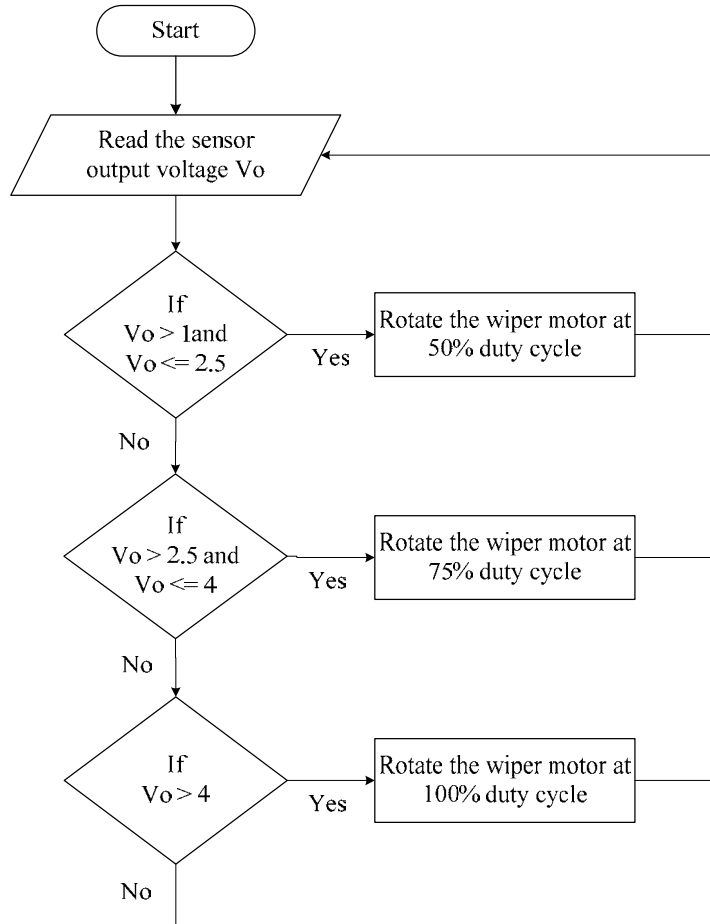 Start
Read the sensor
output voltage Vo
If
Vo > 1and
Vo <= 2.5
Yes
Rotate the wiper motor at
50% duty cycle
No
If
Vo > 2.5 and
Vo <= 4
Yes
Rotate the wiper motor at
75% duty cycle
No
If
Vo > 4
Yes
Rotate the wiper motor at
100% duty cycle
No